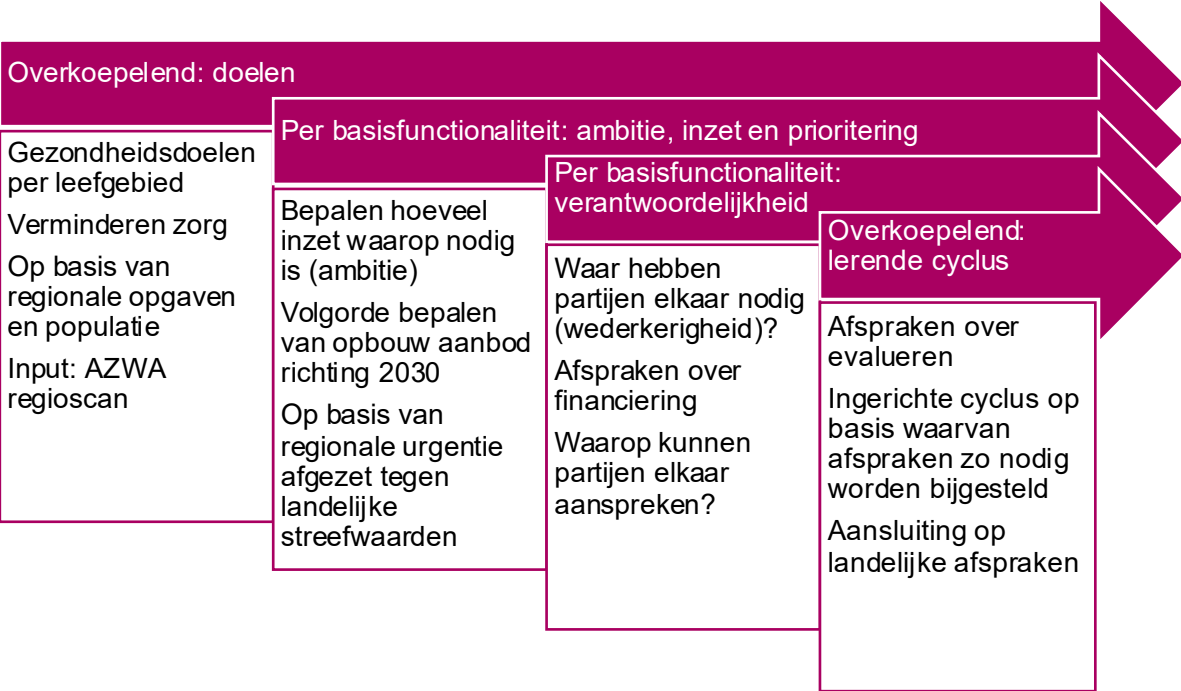 Overkoepelend: doelen
Gezondheidsdoelen
per leefgebied
Verminderen zorg
Op basis van
regionale opgaven
en populatie
Input: AZWA
regioscan
Per basisfunctionaliteit: ambitie, inzet en prioritering
Bepalen hoeveel
inzet waarop nodig
is (ambitie)
Volgorde bepalen
van opbouw aanbod
richting 2030
Op basis van
regionale urgentie
afgezet tegen
landelijke
streefwaarden
Per basisfunctionaliteit:
verantwoordelijkheid
Waar hebben
partijen elkaar nodig
(wederkerigheid)?
Afspraken over
financiering
Waarop kunnen
partijen elkaar
aanspreken?
Overkoepelend:
lerende cyclus
Afspraken over
evalueren
Ingerichte cyclus op
basis waarvan
afspraken zo nodig
worden bijgesteld
Aansluiting op
landelijke afspraken